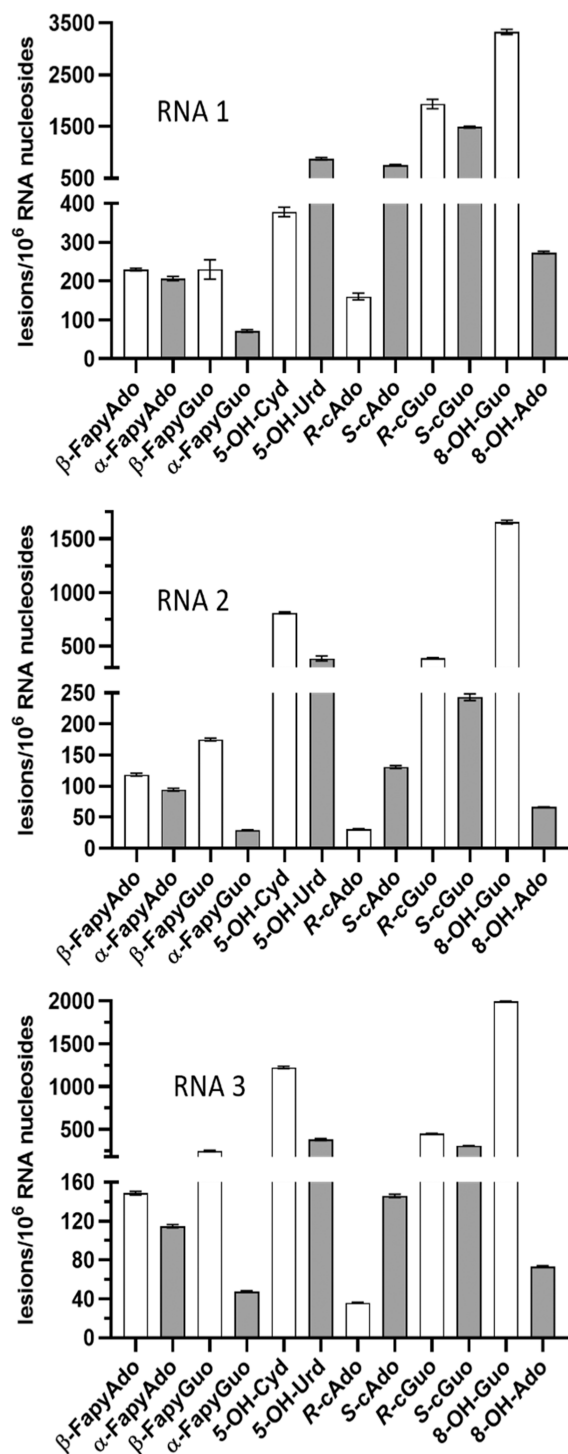 lesions/10⁶ RNA nucleosides
RNA 1
3500
2500
1500
500
400
300
200
100
0
β-FapyAdo
α-FapyAdo
β-FapyGuo
α-FapyGuo
5-OH-Cyd
5-OH-Urd
R-cAdo
S-cAdo
R-cGuo
S-cGuo
8-OH-Guo
8-OH-Ado
lesions/10⁶ RNA nucleosides
RNA 2
1500
1000
500
250
200
150
100
50
0
β-FapyAdo
α-FapyAdo
β-FapyGuo
α-FapyGuo
5-OH-Cyd
5-OH-Urd
R-cAdo
S-cAdo
R-cGuo
S-cGuo
8-OH-Guo
8-OH-Ado
lesions/10⁶ RNA nucleosides
RNA 3
2000
1500
1000
500
160
120
80
40
0
β-FapyAdo
α-FapyAdo
β-FapyGuo
α-FapyGuo
5-OH-Cyd
5-OH-Urd
R-cAdo
S-cAdo
R-cGuo
S-cGuo
8-OH-Guo
8-OH-Ado